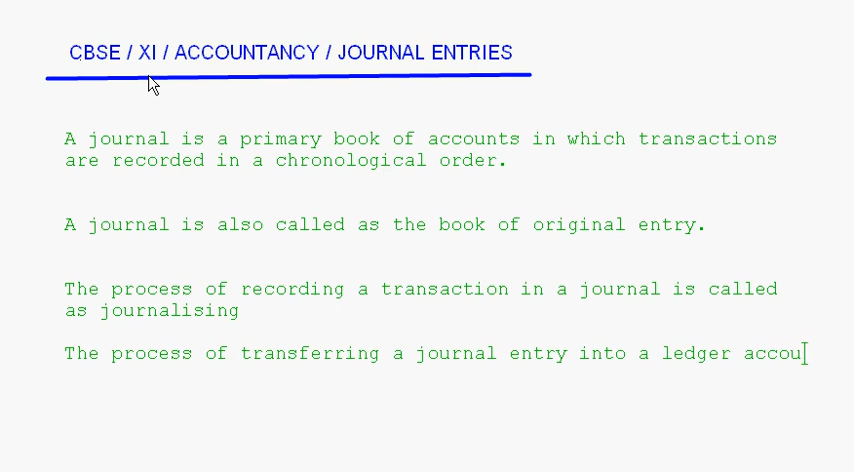 CBSE / XI / ACCOUNTANCY / JOURNAL ENTRIES
A journal is a primary book of accounts in which transactions
are recorded in a chronological order.
A journal is also called as the book of original entry.
The process of recording a transaction in a journal is called
as journalising
The process of transferring a journal entry into a ledger accou